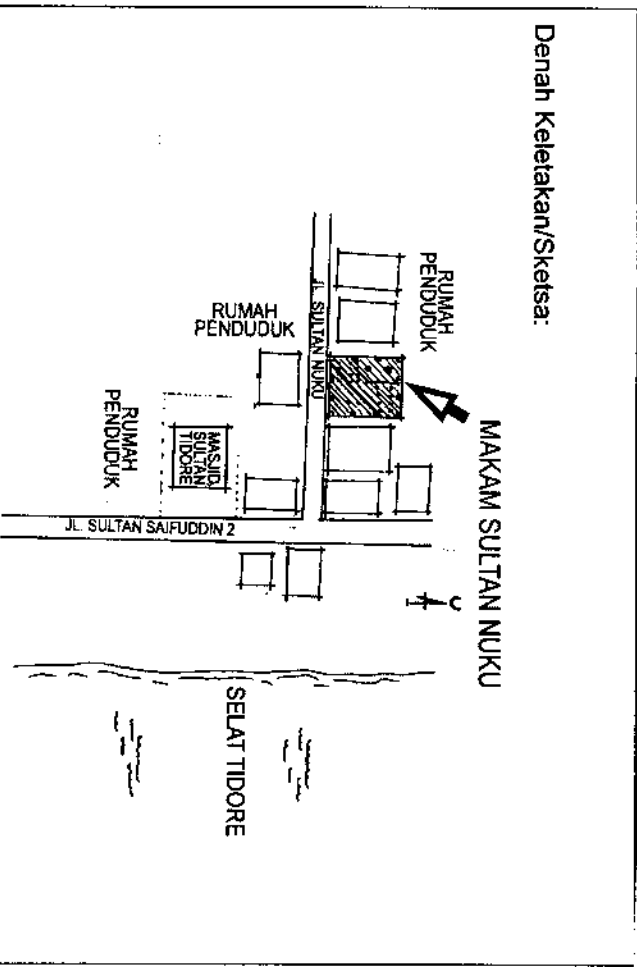 Denah Keletakan/Sketsa:
MAKAM SULTAN NUKU
RUMAH
PENDUDUK
U
JL. SULTAN NUKU
RUMAH
PENDUDUK
MASJID
SULTAN
TIDORE
RUMAH
PENDUDUK
JL. SULTAN SAIFUDDIN 2
SELAT TIDORE